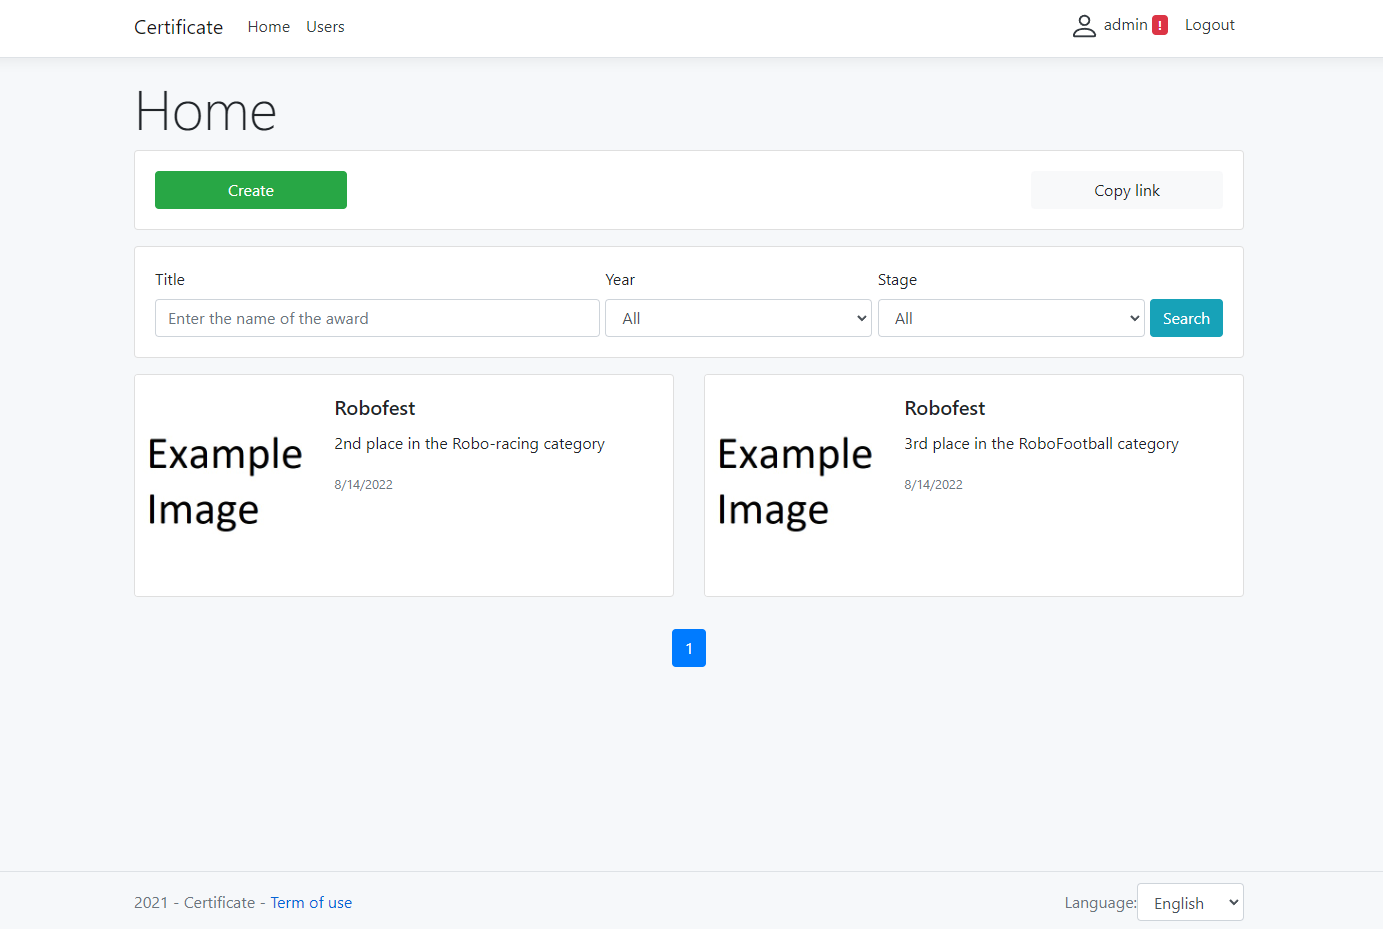 Certificate Home Users admin ! Logout
Home
Create Copy link
Title Year Stage
Enter the name of the award All All Search
Robofest
2nd place in the Robo-racing category
8/14/2022
Example
Image
Robofest
3rd place in the RoboFootball category
8/14/2022
Example
Image
1
2021 - Certificate - Term of use Language: English